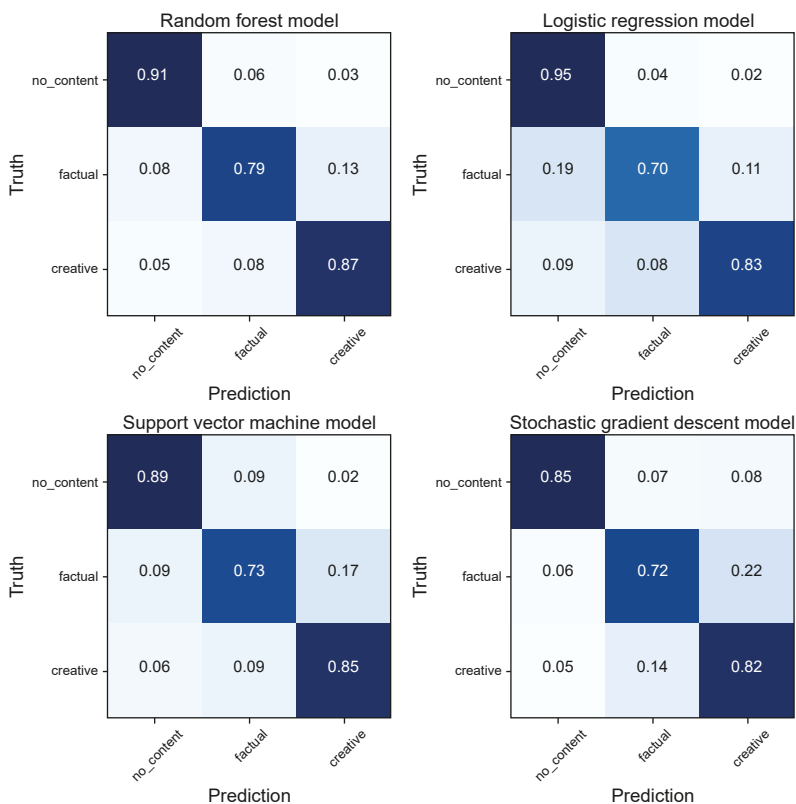 Random forest model
Truth
no_content 0.91 0.06 0.03
factual 0.08 0.79 0.13
creative 0.05 0.08 0.87
no_content factual creative
Prediction
Logistic regression model
Truth
no_content 0.95 0.04 0.02
factual 0.19 0.70 0.11
creative 0.09 0.08 0.83
no_content factual creative
Prediction
Support vector machine model
Truth
no_content 0.89 0.09 0.02
factual 0.09 0.73 0.17
creative 0.06 0.09 0.85
no_content factual creative
Prediction
Stochastic gradient descent model
Truth
no_content 0.85 0.07 0.08
factual 0.06 0.72 0.22
creative 0.05 0.14 0.82
no_content factual creative
Prediction